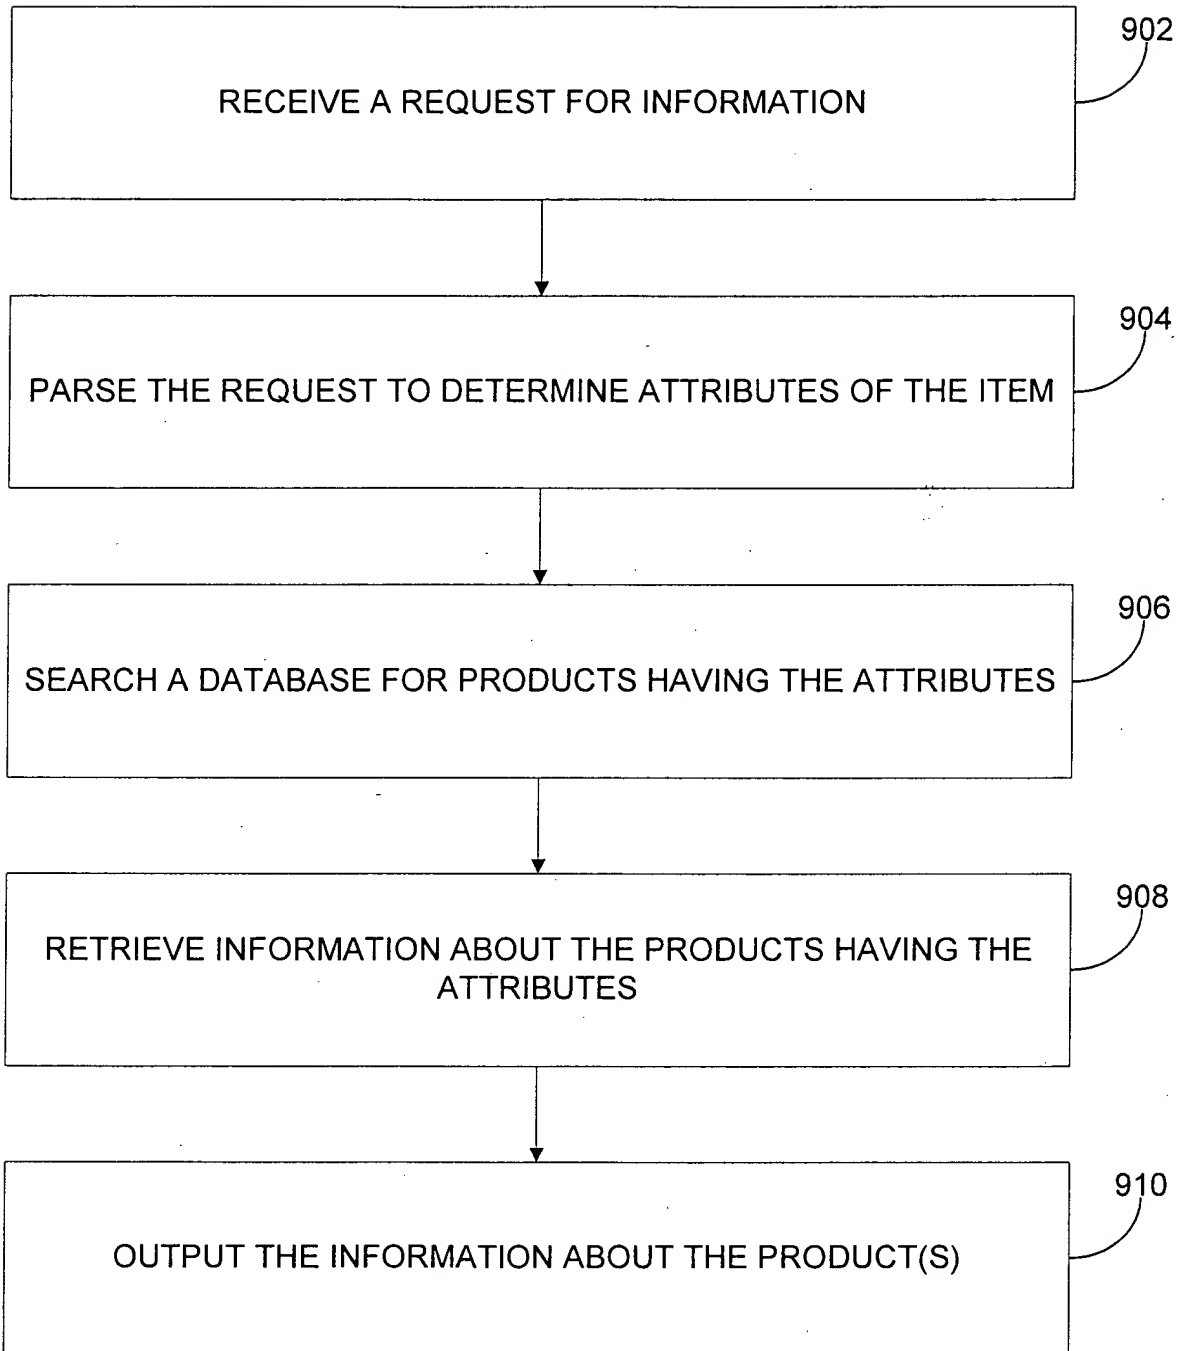 902
RECEIVE A REQUEST FOR INFORMATION
904
PARSE THE REQUEST TO DETERMINE ATTRIBUTES OF THE ITEM
906
SEARCH A DATABASE FOR PRODUCTS HAVING THE ATTRIBUTES
908
RETRIEVE INFORMATION ABOUT THE PRODUCTS HAVING THE
ATTRIBUTES
910
OUTPUT THE INFORMATION ABOUT THE PRODUCT(S)